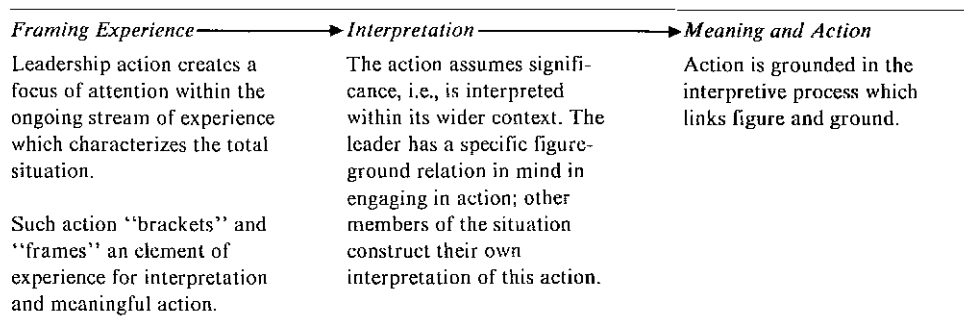 Framing Experience → Interpretation → Meaning and Action
Leadership action creates a
focus of attention within the
ongoing stream of experience
which characterizes the total
situation.
Such action “brackets” and
“frames” an element of
experience for interpretation
and meaningful action.
The action assumes signifi-
cance, i.e., is interpreted
within its wider context. The
leader has a specific figure-
ground relation in mind in
engaging in action; other
members of the situation
construct their own
interpretation of this action.
Action is grounded in the
interpretive process which
links figure and ground.